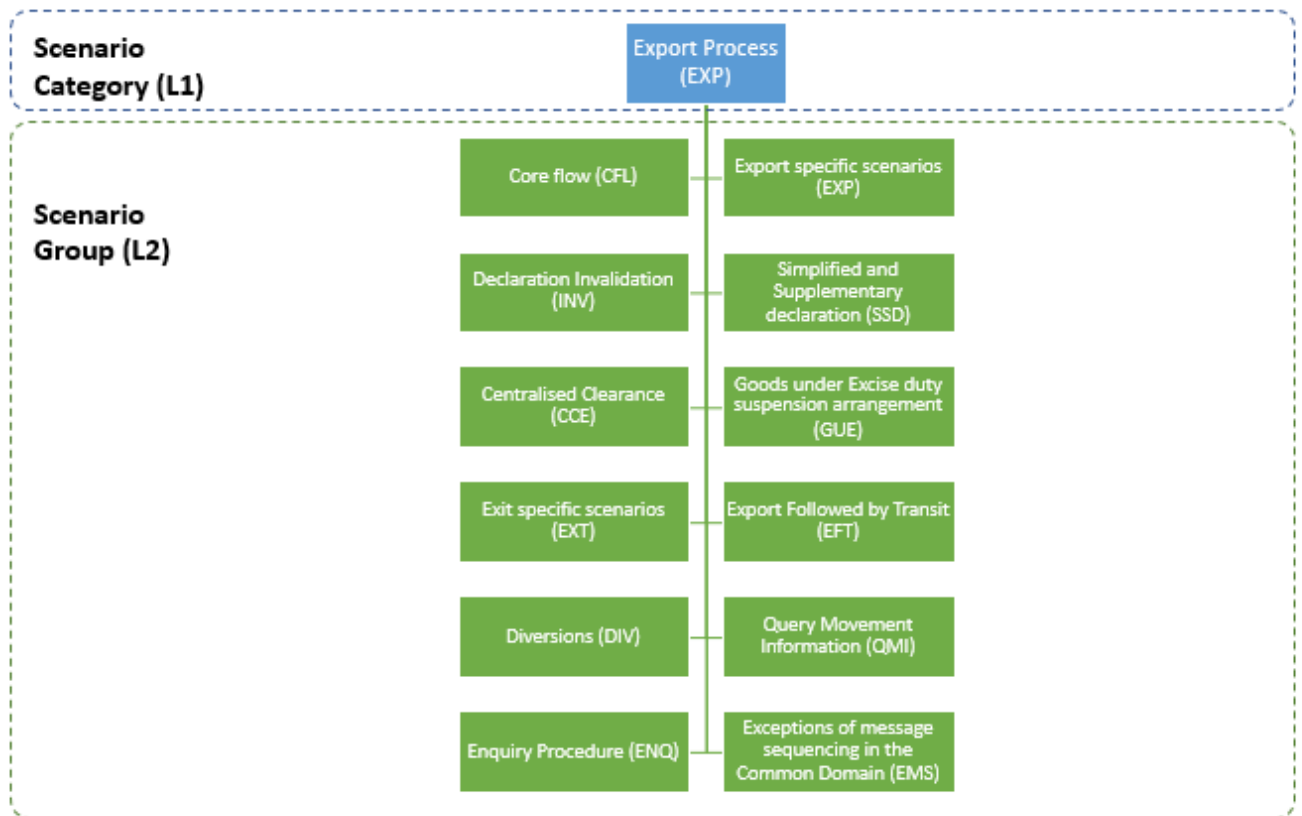 Scenario
Category (L1)
Export Process
(EXP)
Scenario
Group (L2)
Core flow (CFL)
Export specific scenarios
(EXP)
Declaration Invalidation
(INV)
Simplified and
Supplementary
declaration (SSD)
Centralised Clearance
(CCE)
Goods under Excise duty
suspension arrangement
(GUE)
Exit specific scenarios
(EXT)
Export Followed by Transit
(EFT)
Diversions (DIV)
Query Movement
Information (QMI)
Enquiry Procedure (ENQ)
Exceptions of message
sequencing in the
Common Domain (EMS)